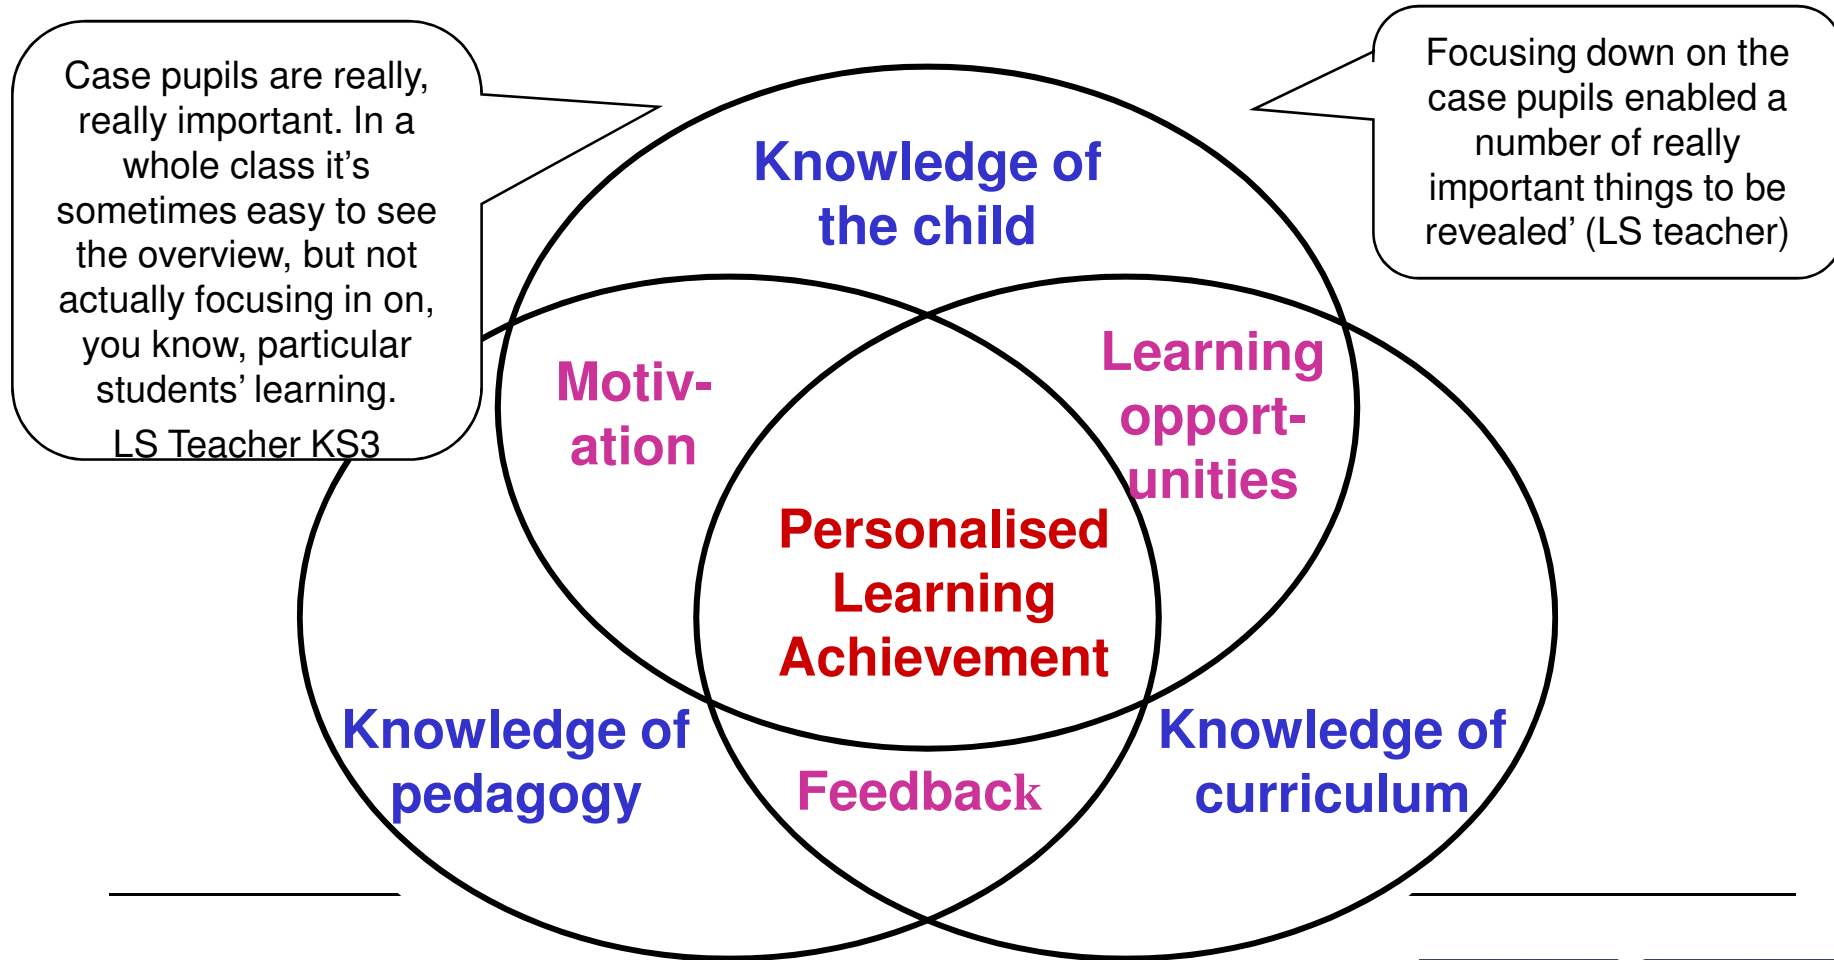 Case pupils are really,
really important. In a
whole class it’s
sometimes easy to see
the overview, but not
actually focusing in on,
you know, particular
students’ learning.
LS Teacher KS3
Focusing down on the
case pupils enabled a
number of really
important things to be
revealed’ (LS teacher)
Knowledge of
the child
Motiv-
ation
Learning
opport-
unities
Personalised
Learning
Achievement
Knowledge of
pedagogy
Feedback
Knowledge of
curriculum